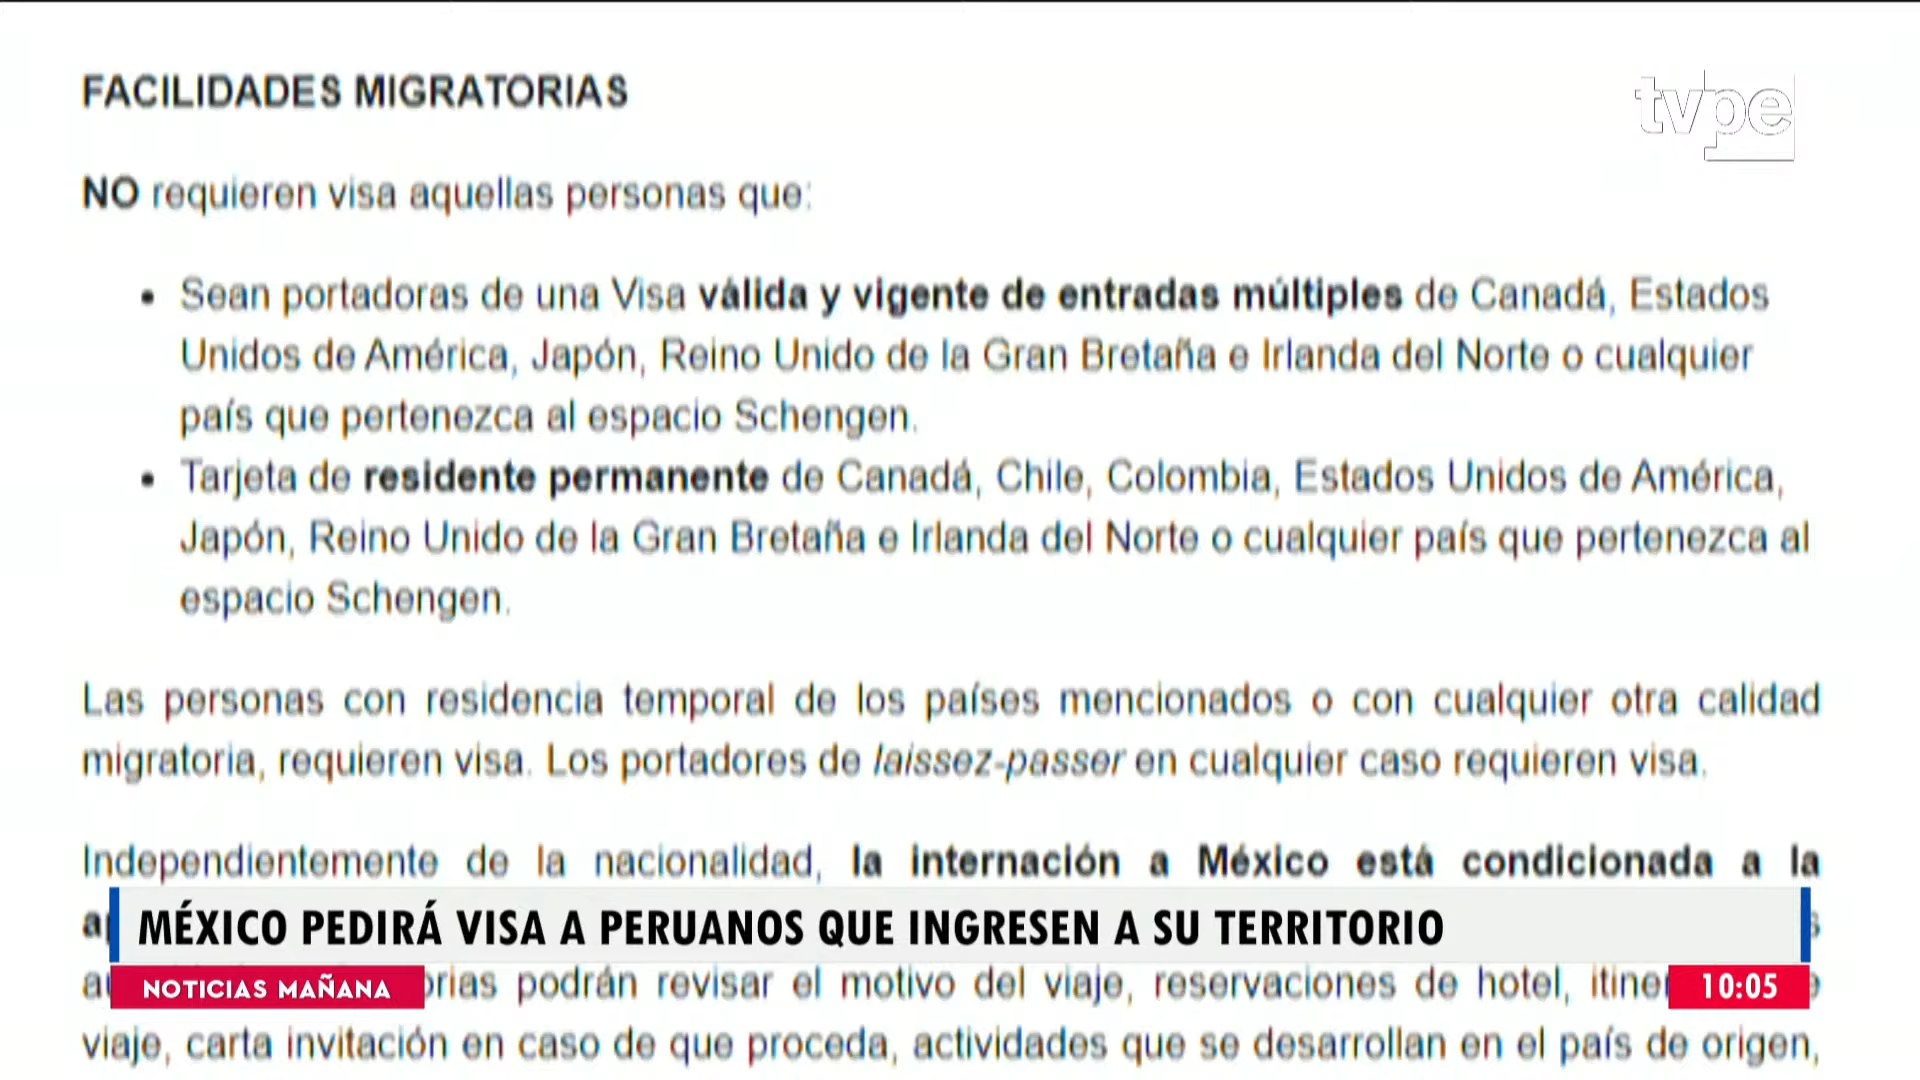 FACILIDADES MIGRATORIAS
tvpe
NO requieren visa aquellas personas que:
• Sean portadoras de una Visa válida y vigente de entradas múltiples de Canadá, Estados
Unidos de América, Japón, Reino Unido de la Gran Bretaña e Irlanda del Norte o cualquier
país que pertenezca al espacio Schengen.
• Tarjeta de residente permanente de Canadá, Chile, Colombia, Estados Unidos de América,
Japón, Reino Unido de la Gran Bretaña e Irlanda del Norte o cualquier país que pertenezca al
espacio Schengen.
Las personas con residencia temporal de los países mencionados o con cualquier otra calidad
migratoria, requieren visa. Los portadores de laissez-passer en cualquier caso requieren visa.
Independientemente de la nacionalidad, la internación a México está condicionada a la
MÉXICO PEDIRÁ VISA A PERUANOS QUE INGRESEN A SU TERRITORIO
podrán revisar el motivo del viaje, reservaciones de hotel,
NOTICIAS MAÑANA
10:05
viaje, carta invitación en caso de que proceda, actividades que se desarrollan en el país de origen,